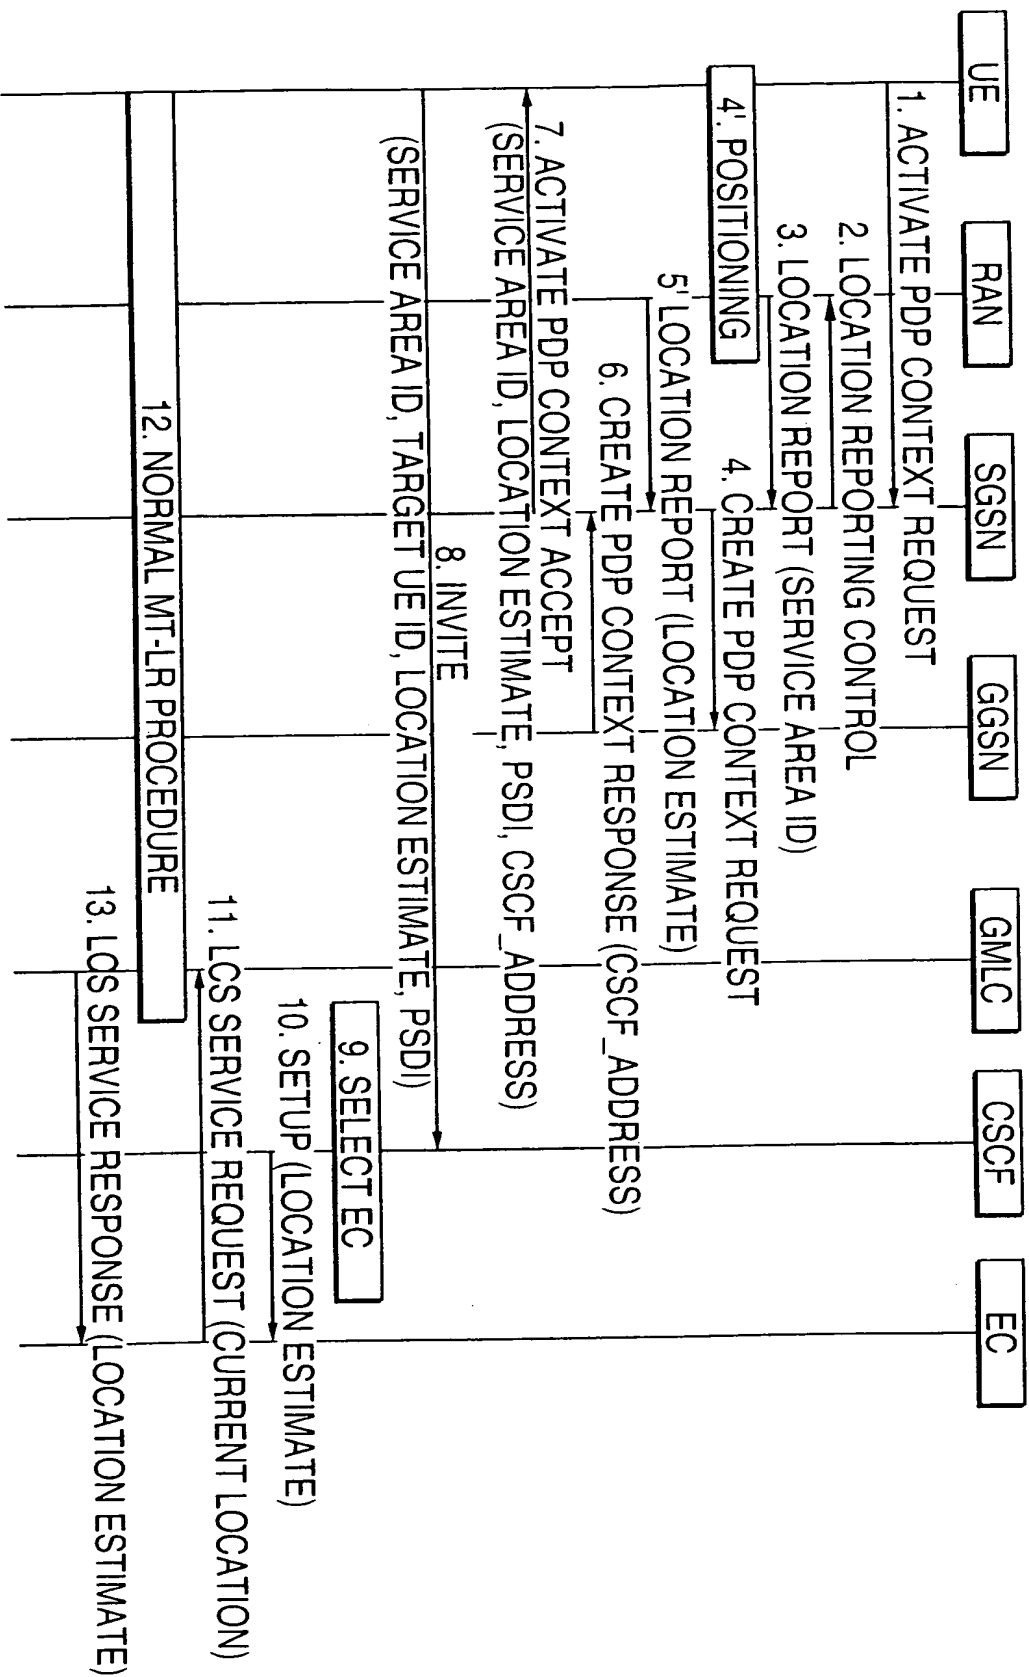 UE
RAN
SGSN
GGSN
GMLC
CSCF
EC
1. ACTIVATE PDP CONTEXT REQUEST
2. LOCATION REPORTING CONTROL
3. LOCATION REPORT (SERVICE AREA ID)
4'. POSITIONING
4. CREATE PDP CONTEXT REQUEST
5' LOCATION REPORT (LOCATION ESTIMATE)
6. CREATE PDP CONTEXT RESPONSE (CSCF_ADDRESS)
7. ACTIVATE PDP CONTEXT ACCEPT
(SERVICE AREA ID, LOCATION ESTIMATE, PSDI, CSCF_ADDRESS)
8. INVITE
(SERVICE AREA ID, TARGET UE ID, LOCATION ESTIMATE, PSDI)
9. SELECT EC
10. SETUP (LOCATION ESTIMATE)
11. LCS SERVICE REQUEST (CURRENT LOCATION)
12. NORMAL MT-LR PROCEDURE
13. LCS SERVICE RESPONSE (LOCATION ESTIMATE)